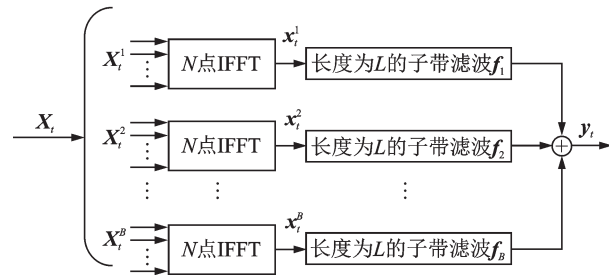 X_t
X_t^1 N点IFFT x_t^1 长度为L的子带滤波f_1
X_t^2 N点IFFT x_t^2 长度为L的子带滤波f_2
y_t
X_t^B N点IFFT x_t^B 长度为L的子带滤波f_B